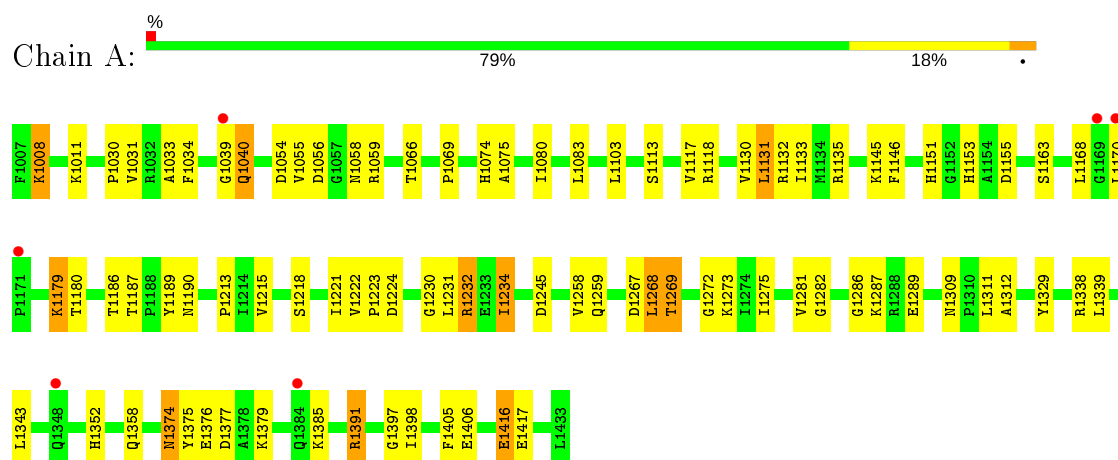 %
Chain A:
79% 18% •
F1007 K1008 K1011 P1030 V1031 R1032 A1033 F1034 G1039 Q1040 D1054 V1055 D1056 G1057 N1058 R1059 T1066 P1069 H1074 A1075 I1080 L1083 L1103 S1113 V1117 R1118 V1130 L1131 R1132 I1133 M1134 R1135 K1145 F1146 H1151 G1152 H1153 A1154 D1155 S1163 L1168 G1169 L1170
P1171 K1179 T1180 T1186 T1187 P1188 Y1189 N1190 P1213 I1214 V1215 S1218 I1221 V1222 P1223 D1224 G1230 L1231 R1232 E1233 I1234 D1245 V1258 Q1259 D1267 L1268 T1269 G1272 K1273 I1274 I1275 V1281 G1282 G1286 K1287 R1288 E1289 N1309 P1310 L1311 A1312 Y1329 R1338 L1339
L1343 Q1348 H1352 Q1358 N1374 Y1375 E1376 D1377 A1378 K1379 Q1384 K1385 R1391 G1397 I1398 F1405 E1406 E1416 E1417 L1433